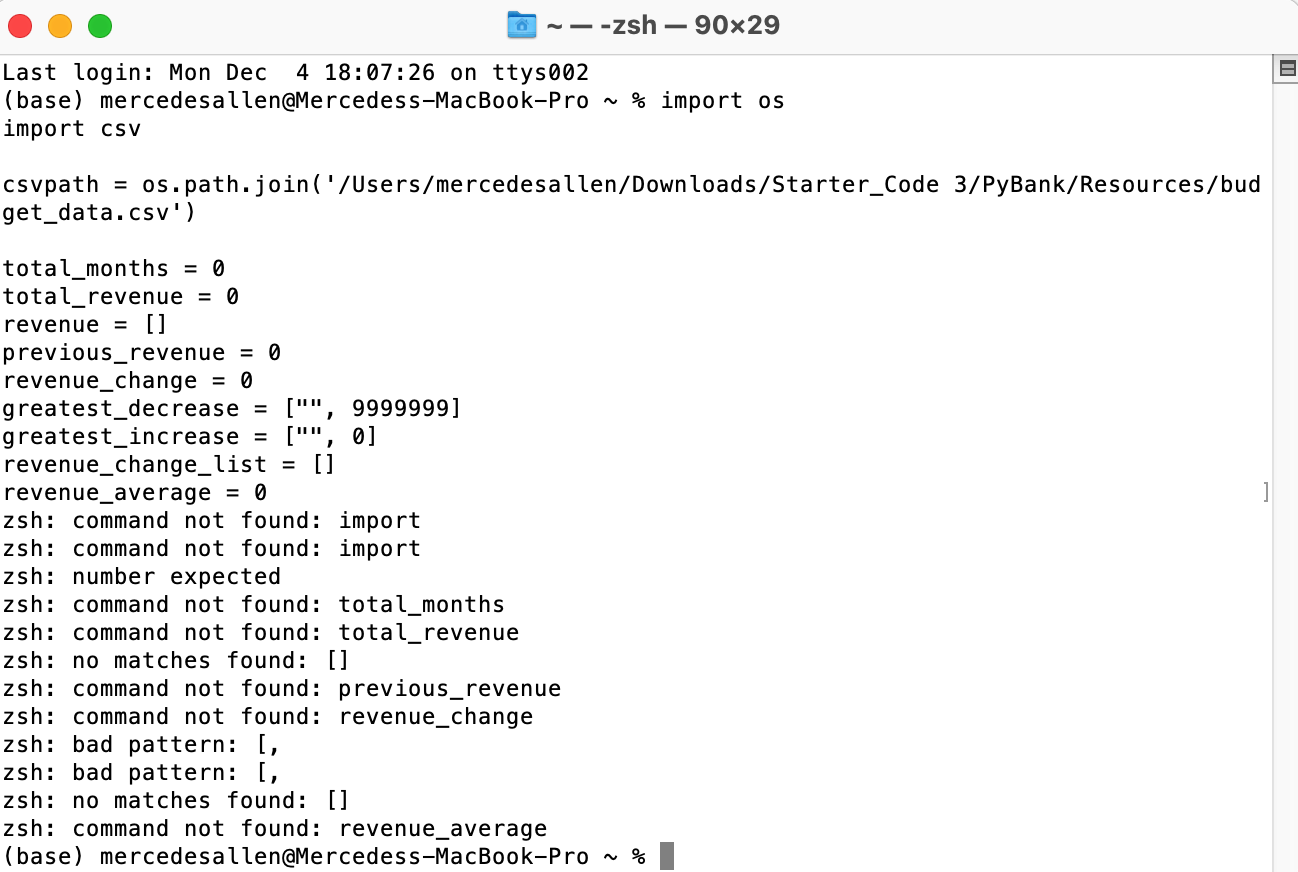 ~ — -zsh — 90×29
Last login: Mon Dec  4 18:07:26 on ttys002
(base) mercedesallen@Mercedess-MacBook-Pro ~ % import os
import csv

csvpath = os.path.join('/Users/mercedesallen/Downloads/Starter_Code 3/PyBank/Resources/bud
get_data.csv')

total_months = 0
total_revenue = 0
revenue = []
previous_revenue = 0
revenue_change = 0
greatest_decrease = ["", 9999999]
greatest_increase = ["", 0]
revenue_change_list = []
revenue_average = 0
zsh: command not found: import
zsh: command not found: import
zsh: number expected
zsh: command not found: total_months
zsh: command not found: total_revenue
zsh: no matches found: []
zsh: command not found: previous_revenue
zsh: command not found: revenue_change
zsh: bad pattern: [,
zsh: bad pattern: [,
zsh: no matches found: []
zsh: command not found: revenue_average
(base) mercedesallen@Mercedess-MacBook-Pro ~ %